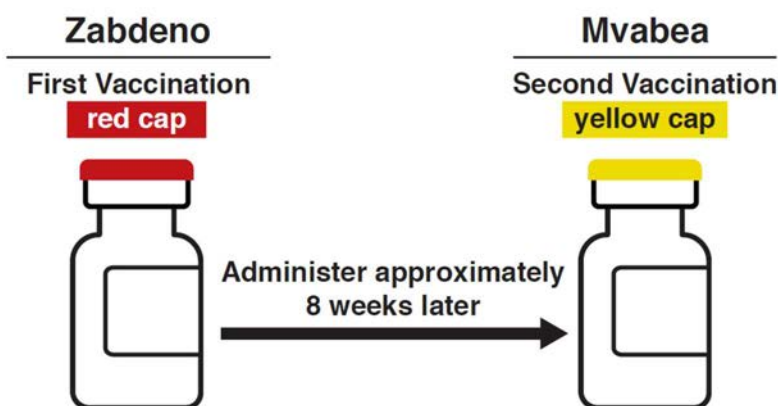 Zabdeno
First Vaccination
red cap
Mvabea
Second Vaccination
yellow cap
Administer approximately
8 weeks later